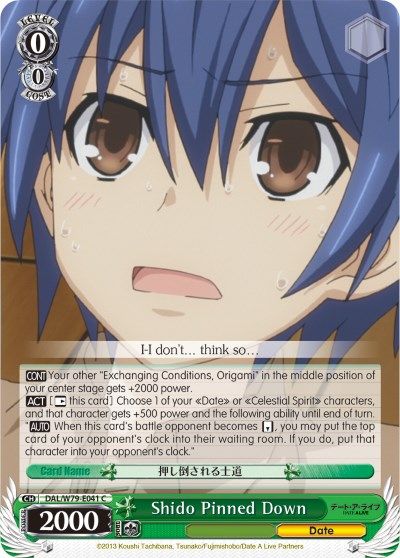 LEVEL
0
0
COST
I-I don't... think so...
CONT Your other "Exchanging Conditions, Origami" in the middle position of
your center stage gets +2000 power.
ACT [ this card] Choose 1 of your «Date» or «Celestial Spirit» characters,
and that character gets +500 power and the following ability until end of turn.
"AUTO When this card's battle opponent becomes [ ], you may put the top
card of your opponent's clock into their waiting room. If you do, put that
character into your opponent's clock."
Card Name 押し倒される士道
CH DAL/W79-E041 C
POWER 2000
Shido Pinned Down
デート・ア・ライブ
DATE A LIVE
Date
©2013 Koushi Tachibana, Tsunako/Fujimishobo/Date A Live Partners